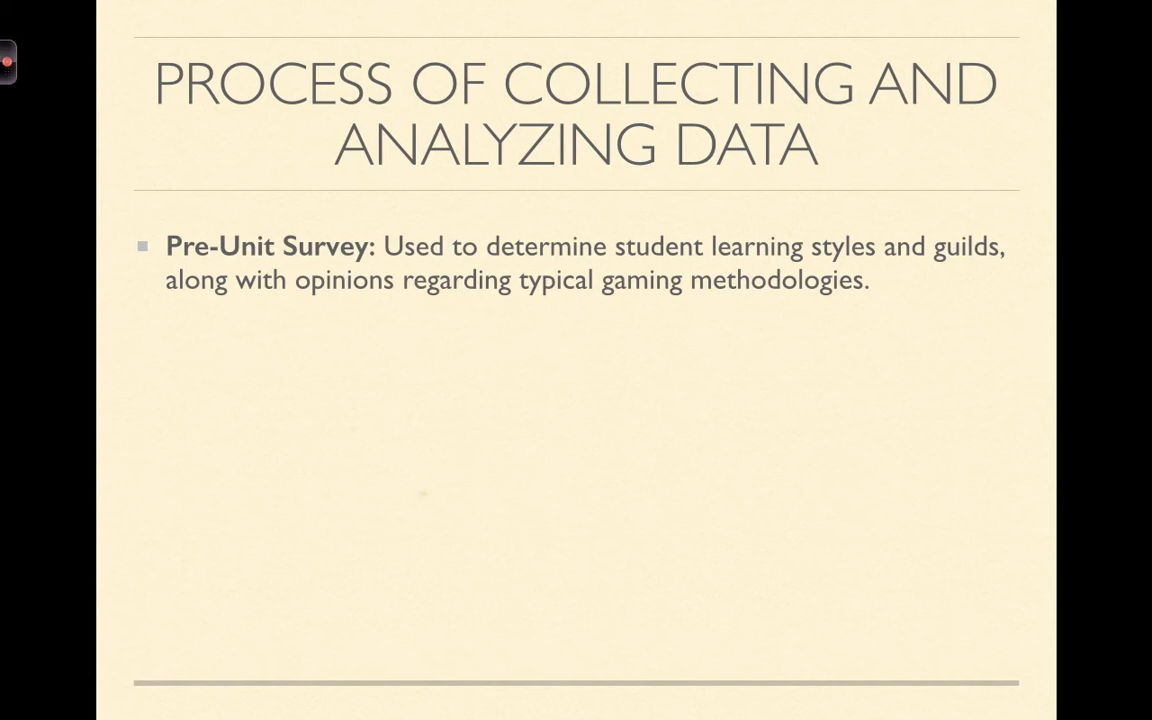 PROCESS OF COLLECTING AND
ANALYZING DATA
Pre-Unit Survey: Used to determine student learning styles and guilds,
along with opinions regarding typical gaming methodologies.